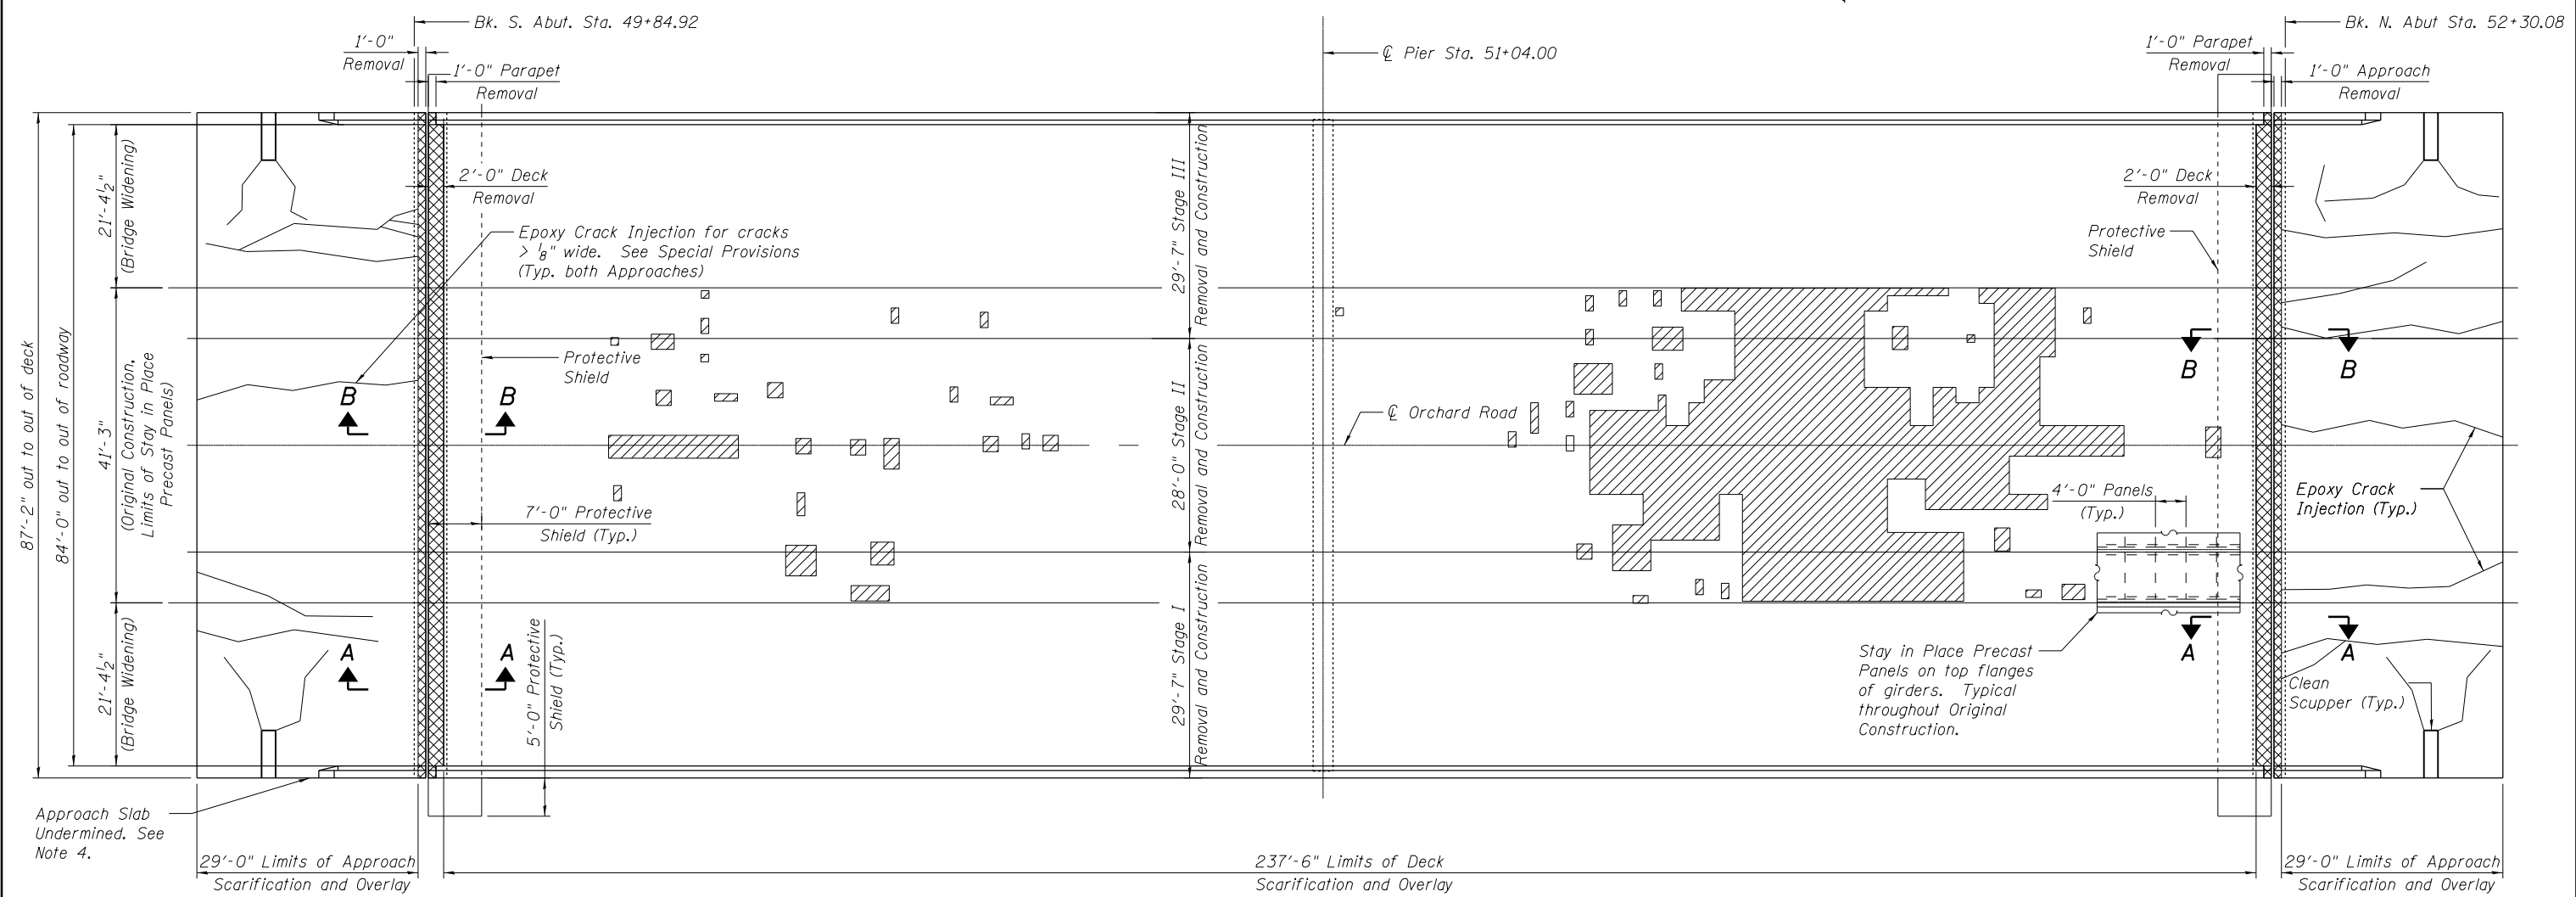 Bk. S. Abut. Sta. 49+84.92
Bk. N. Abut Sta. 52+30.08
1'-0"
Removal
℄ Pier Sta. 51+04.00
1'-0" Parapet
Removal
1'-0" Parapet
Removal
1'-0" Approach
Removal
87'-2" out to out of deck
84'-0" out to out of roadway
21'-4½"
(Bridge Widening)
41'-3"
(Original Construction.
Limits of Stay in Place
Precast Panels)
21'-4½"
(Bridge Widening)
2'-0" Deck
Removal
Epoxy Crack Injection for cracks
> ⅛" wide. See Special Provisions
(Typ. both Approaches)
Protective
Shield
B
B
7'-0" Protective
Shield (Typ.)
A
A
5'-0" Protective
Shield (Typ.)
29'-7" Stage III
Removal and Construction
28'-0" Stage II
Removal and Construction
29'-7" Stage I
Removal and Construction
℄ Orchard Road
2'-0" Deck
Removal
Protective
Shield
B
B
4'-0" Panels
(Typ.)
Epoxy Crack
Injection (Typ.)
Stay in Place Precast
Panels on top flanges
of girders. Typical
throughout Original
Construction.
A
A
Clean
Scupper (Typ.)
Approach Slab
Undermined. See
Note 4.
29'-0" Limits of Approach
Scarification and Overlay
237'-6" Limits of Deck
Scarification and Overlay
29'-0" Limits of Approach
Scarification and Overlay